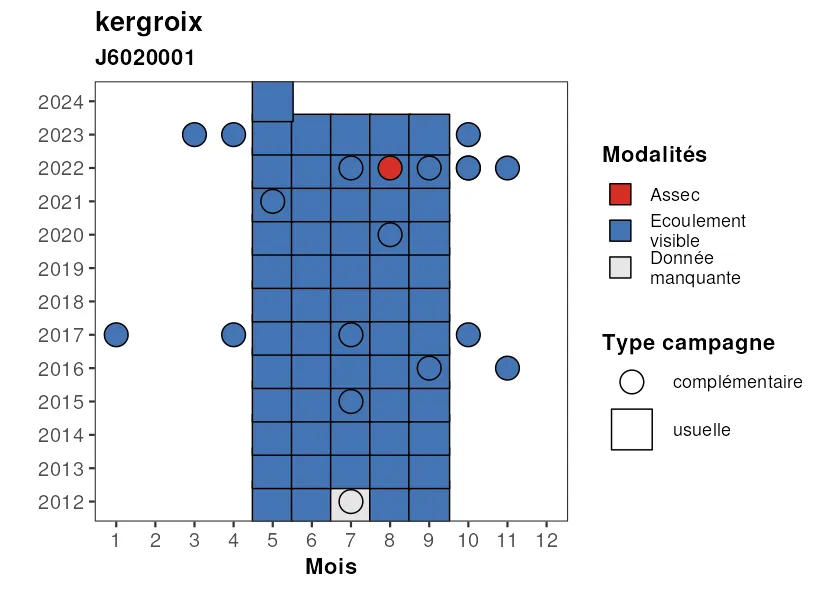 kergroix
J6020001
2024
2023
2022
2021
2020
2019
2018
2017
2016
2015
2014
2013
2012
1 2 3 4 5 6 7 8 9 10 11 12
Mois
Modalités
Assec
Ecoulement
visible
Donnée
manquante
Type campagne
complémentaire
usuelle